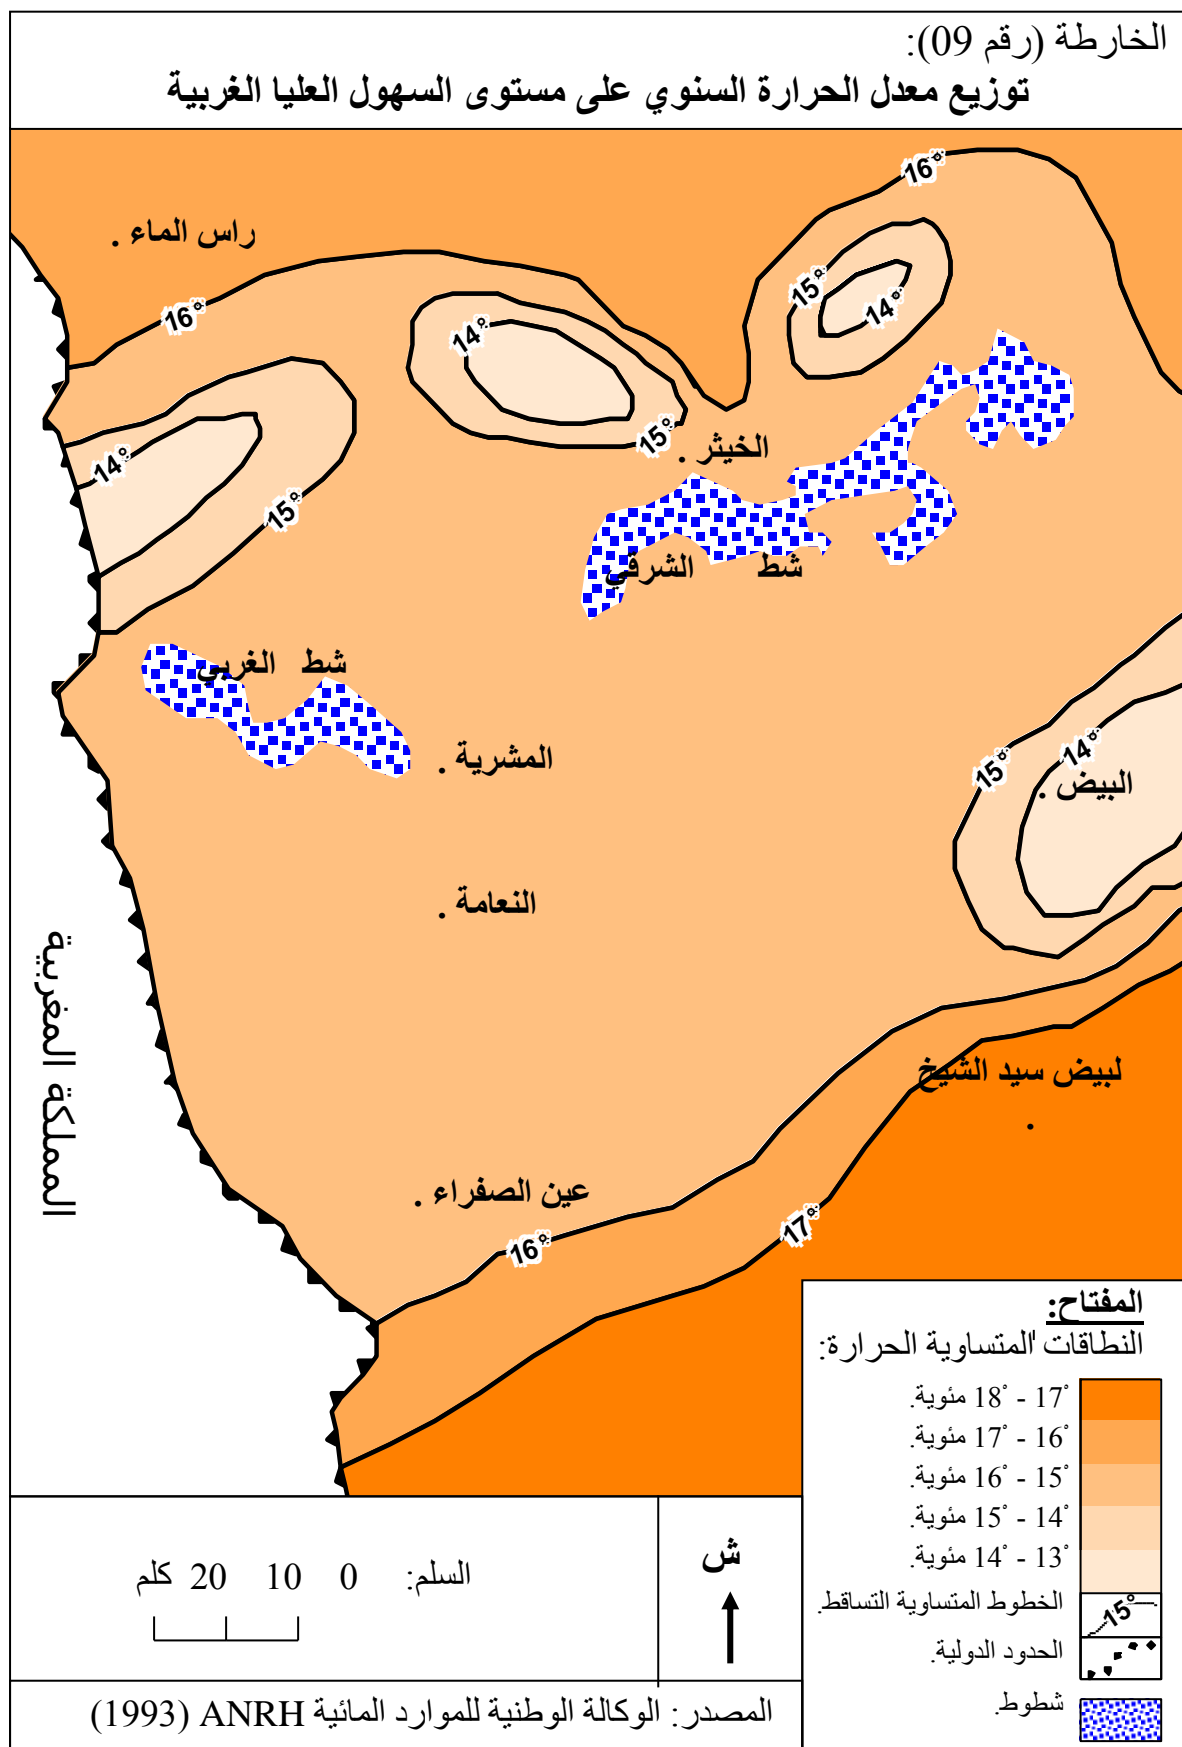 الخارطة (رقم 09):
توزيع معدل الحرارة السنوي على مستوى السهول العليا الغربية
16°
راس الماء .
15°
14°
16°
14°
15°
الخيثر .
14°
15°
شط الشرقي
شط الغربي
14°
15°
المشرية .
البيض .
النعامة .
المملكة المغربية
لبيض سيد الشيخ
.
عين الصفراء .
17°
16°
المفتاح:
النطاقات المتساوية الحرارة:
17° - 18° مئوية.
16° - 17° مئوية.
15° - 16° مئوية.
14° - 15° مئوية.
13° - 14° مئوية.
الخطوط المتساوية التساقط.
15°
الحدود الدولية.
شطوط.
ش
السلم: 0 10 20 كلم
المصدر: الوكالة الوطنية للموارد المائية ANRH (1993)